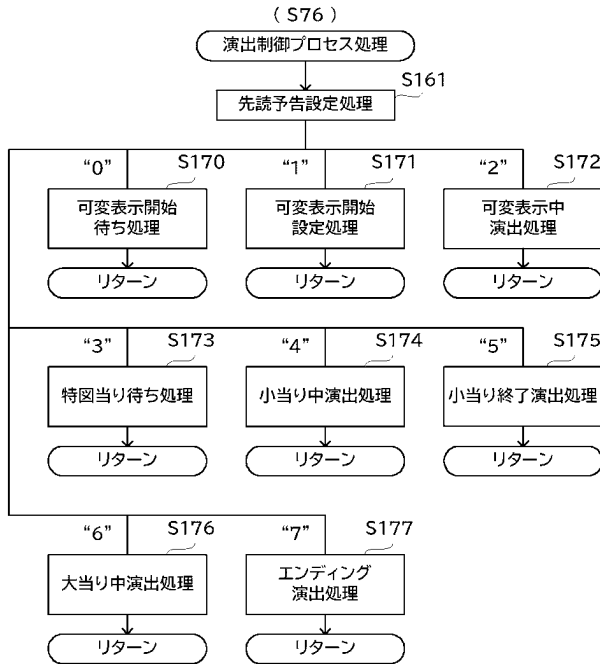 （S76）
演出制御プロセス処理
S161
先読予告設定処理
“0”
S170
可変表示開始
待ち処理
リターン
“1”
S171
可変表示開始
設定処理
リターン
“2”
S172
可変表示中
演出処理
リターン
“3”
S173
特図当り待ち処理
リターン
“4”
S174
小当り中演出処理
リターン
“5”
S175
小当り終了演出処理
リターン
“6”
S176
大当り中演出処理
リターン
“7”
S177
エンディング
演出処理
リターン